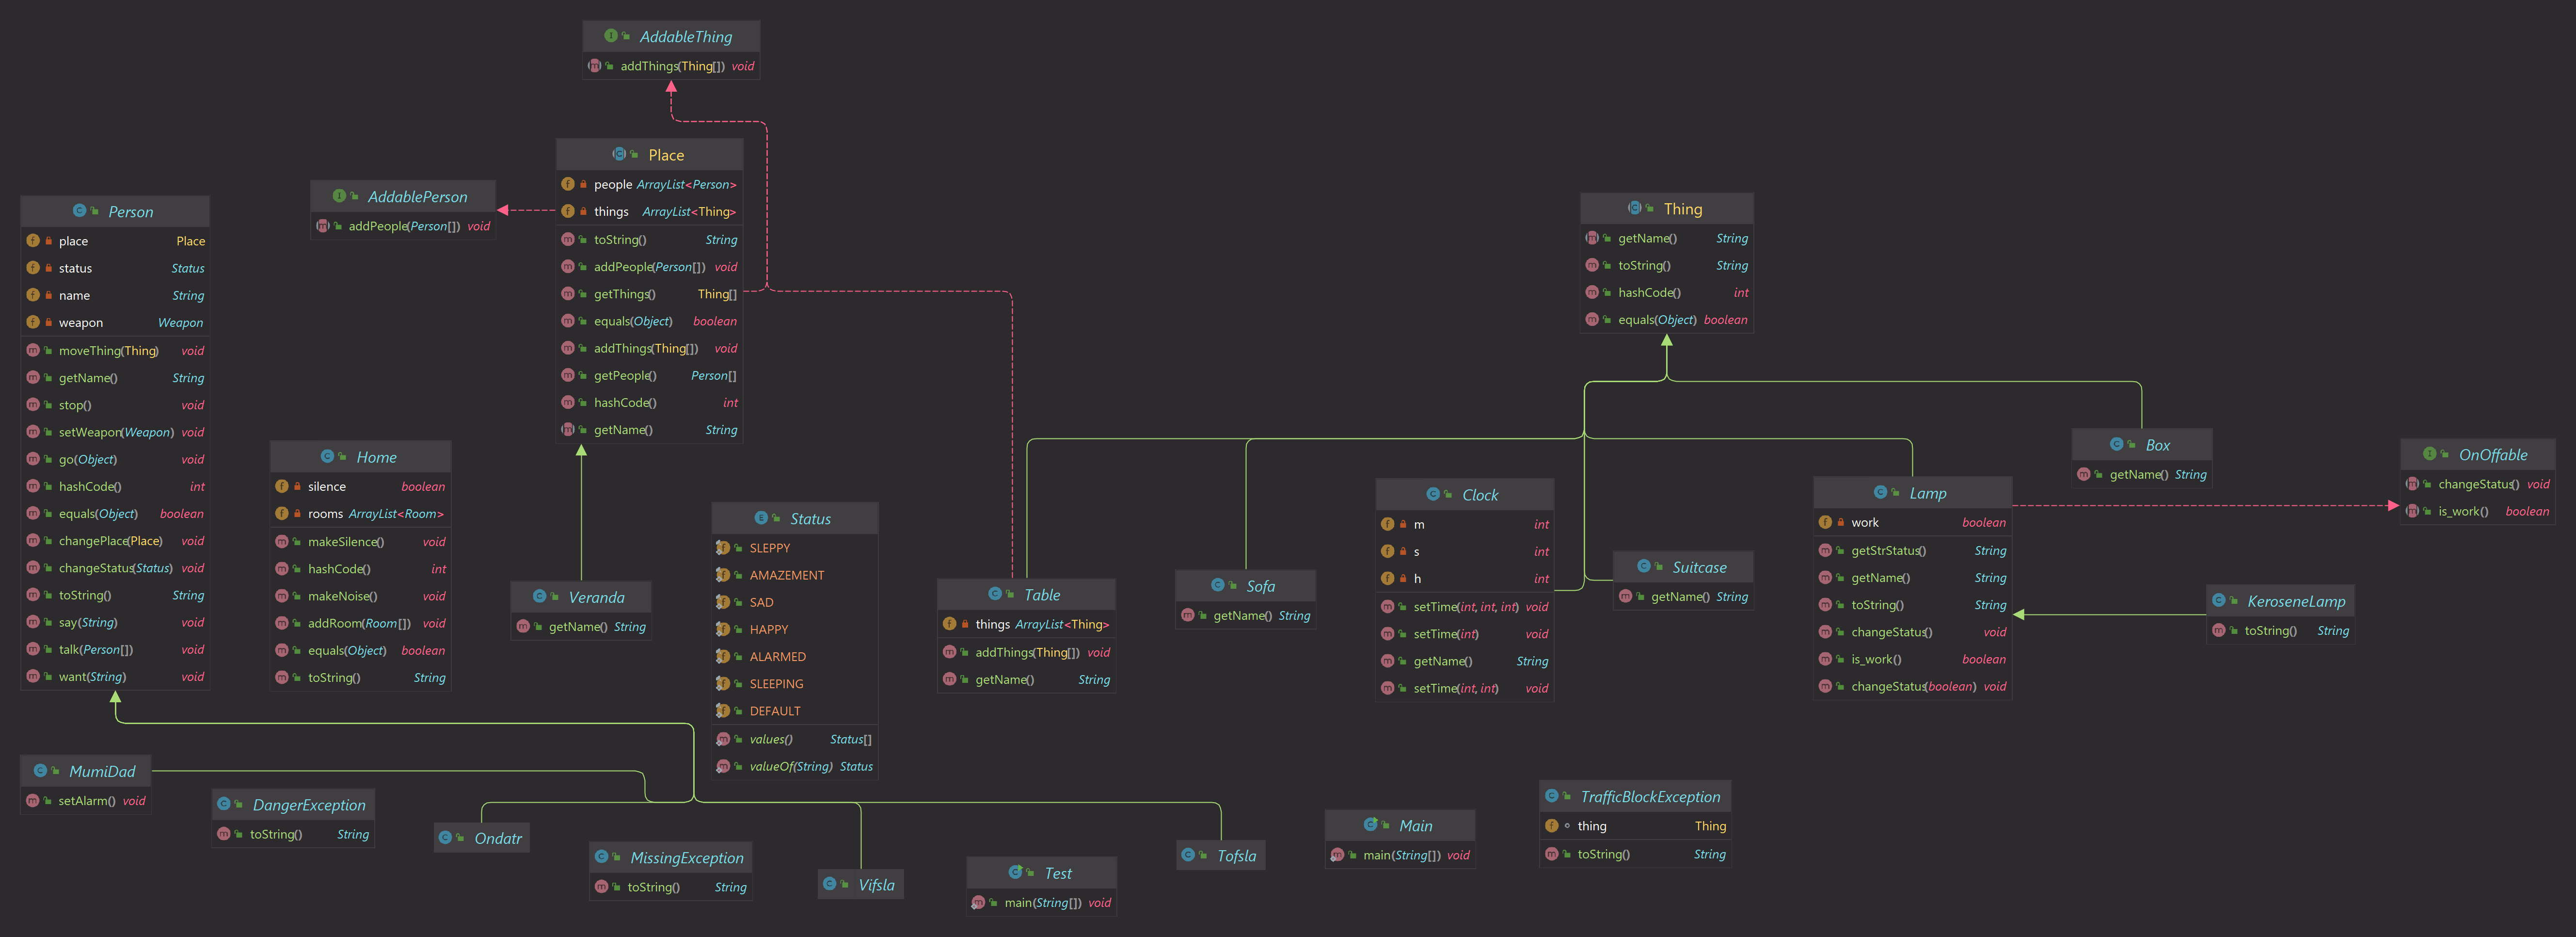 AddableThing
addThings(Thing[]) void
Place
people ArrayList<Person>
things ArrayList<Thing>
toString() String
addPeople(Person[]) void
getThings() Thing[]
equals(Object) boolean
addThings(Thing[]) void
getPeople() Person[]
hashCode() int
getName() String
AddablePerson
addPeople(Person[]) void
Person
place Place
status Status
name String
weapon Weapon
moveThing(Thing) void
getName() String
stop() void
setWeapon(Weapon) void
go(Object) void
hashCode() int
equals(Object) boolean
changePlace(Place) void
changeStatus(Status) void
toString() String
say(String) void
talk(Person[]) void
want(String) void
Thing
getName() String
toString() String
hashCode() int
equals(Object) boolean
Home
silence boolean
rooms ArrayList<Room>
makeSilence() void
hashCode() int
makeNoise() void
addRoom(Room[]) void
equals(Object) boolean
toString() String
Veranda
getName() String
Status
SLEPPY
AMAZEMENT
SAD
HAPPY
ALARMED
SLEEPING
DEFAULT
values() Status[]
valueOf(String) Status
Table
things ArrayList<Thing>
addThings(Thing[]) void
getName() String
Sofa
getName() String
Clock
m int
s int
h int
setTime(int, int, int) void
setTime(int) void
getName() String
setTime(int, int) void
Suitcase
getName() String
Lamp
work boolean
getStrStatus() String
getName() String
toString() String
changeStatus() void
is_work() boolean
changeStatus(boolean) void
Box
getName() String
OnOffable
changeStatus() void
is_work() boolean
KeroseneLamp
toString() String
MumiDad
setAlarm() void
DangerException
toString() String
Ondatr
MissingException
toString() String
Vifsla
Test
main(String[]) void
Tofsla
Main
main(String[]) void
TrafficBlockException
thing Thing
toString() String